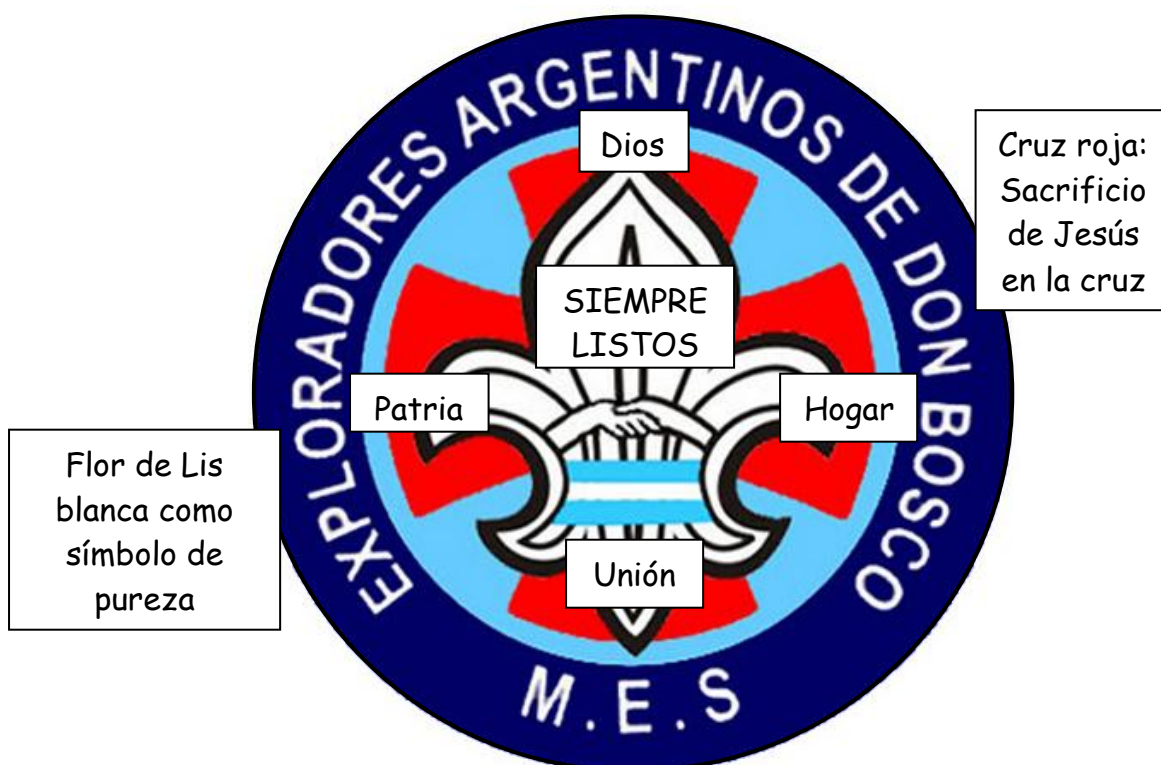 EXPLORADORES ARGENTINOS DE DON BOSCO
Dios
Cruz roja:
Sacrificio
de Jesús
en la cruz
SIEMPRE
LISTOS
Patria
Hogar
Flor de Lis
blanca como
símbolo de
pureza
Unión
M.E.S